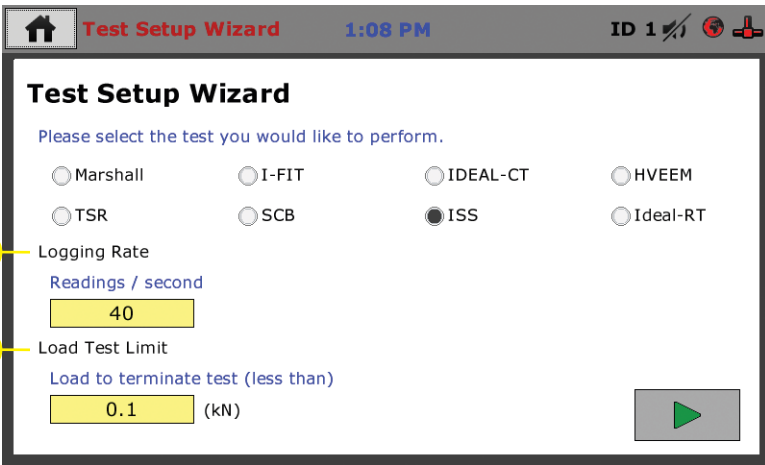 Test Setup Wizard 1:08 PM ID 1
Test Setup Wizard
Please select the test you would like to perform.
Marshall I-FIT IDEAL-CT HVEEM
TSR SCB ISS Ideal-RT
Logging Rate
Readings / second
40
Load Test Limit
Load to terminate test (less than)
0.1 (kN)